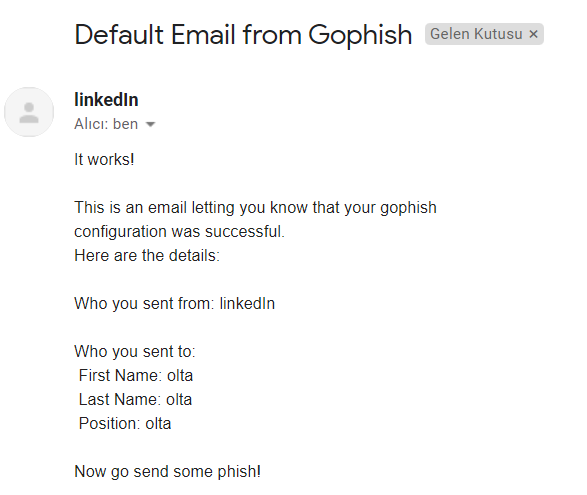 Default Email from Gophish Gelen Kutusu ×
linkedIn
Alıcı: ben
It works!
This is an email letting you know that your gophish
configuration was successful.
Here are the details:
Who you sent from: linkedIn
Who you sent to:
First Name: olta
Last Name: olta
Position: olta
Now go send some phish!